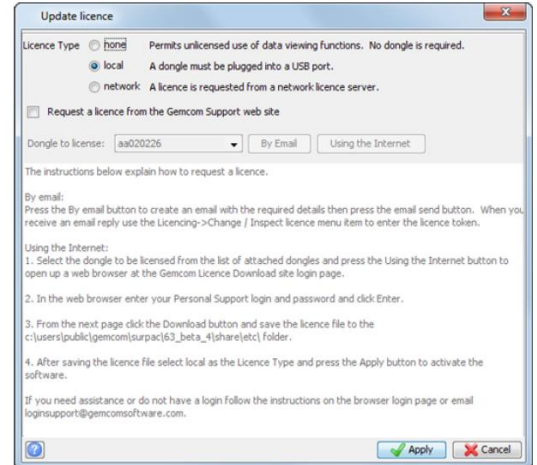 Update licence
Licence Type none Permits unlicensed use of data viewing functions. No dongle is required.
local A dongle must be plugged into a USB port.
network A licence is requested from a network licence server.
Request a licence from the Gemcom Support web site
Dongle to license: aa020226 By Email Using the Internet
The instructions below explain how to request a licence.
By email:
Press the By email button to create an email with the required details then press the email send button. When you
receive an email reply use the Licencing->Change / Inspect licence menu item to enter the licence token.
Using the Internet:
1. Select the dongle to be licensed from the list of attached dongles and press the Using the Internet button to
open up a web browser at the Gemcom Licence Download site login page.
2. In the web browser enter your Personal Support login and password and click Enter.
3. From the next page click the Download button and save the licence file to the
c:\users\public\gemcom\surpac\63_beta_4\share\etc\ folder.
4. After saving the licence file select local as the Licence Type and press the Apply button to activate the
software.
If you need assistance or do not have a login follow the instructions on the browser login page or email
loginsupport@gemcomsoftware.com.
Apply Cancel